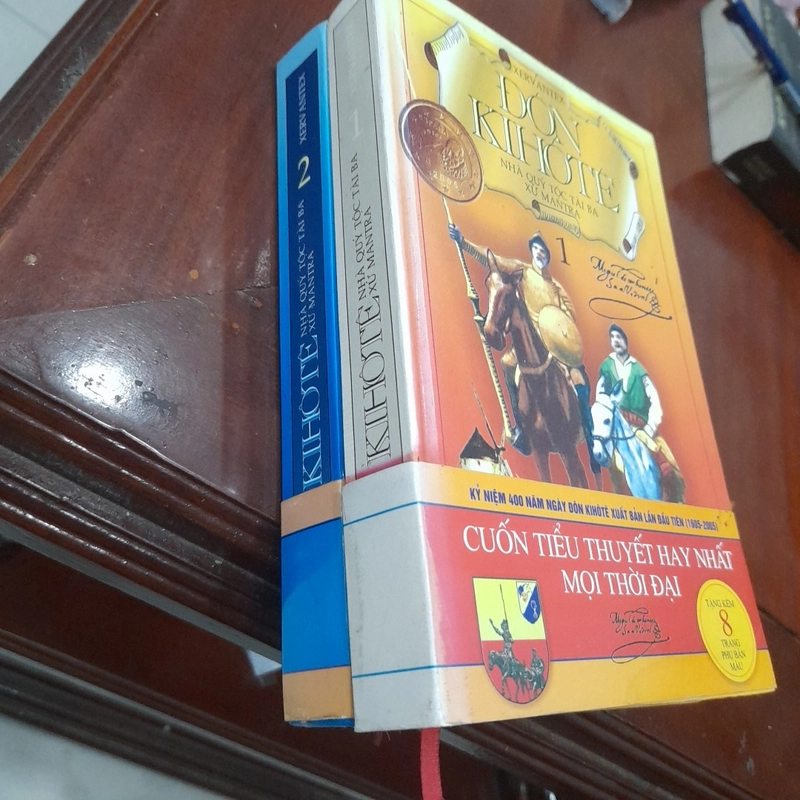 XERVANTEX
ĐÔN
KIHÔTÊ
NHÀ QUÝ TỘC TÀI BA
XỨ MANTRA
1
KỶ NIỆM 400 NĂM NGÀY ĐÔN KIHÔTÊ XUẤT BẢN LẦN ĐẦU TIÊN (1605-2005)
CUỐN TIỂU THUYẾT HAY NHẤT
MỌI THỜI ĐẠI
TẶNG KÈM
8
TRANG
PHỤ BẢN
MÀU
1
KIHÔTÊ
NHÀ QUÝ TỘC TÀI BA
XỨ MANTRA
XERVANTEX
2
KIHÔTÊ
NHÀ QUÝ TỘC TÀI BA
XỨ MANTRA